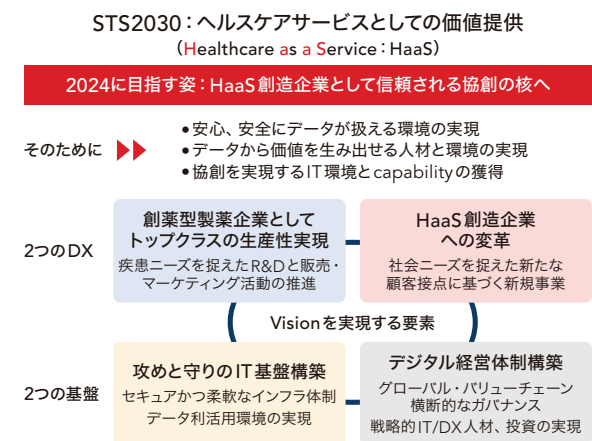 STS2030：ヘルスケアサービスとしての価値提供
（Healthcare as a Service：HaaS）
2024に目指す姿：HaaS創造企業として信頼される協創の核へ
そのために
●安心、安全にデータが扱える環境の実現
●データから価値を生み出せる人材と環境の実現
●協創を実現するIT環境とcapabilityの獲得
2つのDX
創薬型製薬企業として
トップクラスの生産性実現
疾患ニーズを捉えたR&Dと販売・
マーケティング活動の推進
HaaS創造企業
への変革
社会ニーズを捉えた新たな
顧客接点に基づく新規事業
Visionを実現する要素
2つの基盤
攻めと守りのIT基盤構築
セキュアかつ柔軟なインフラ体制
データ利活用環境の実現
デジタル経営体制構築
グローバル・バリューチェーン
横断的なガバナンス
戦略的IT/DX人材、投資の実現